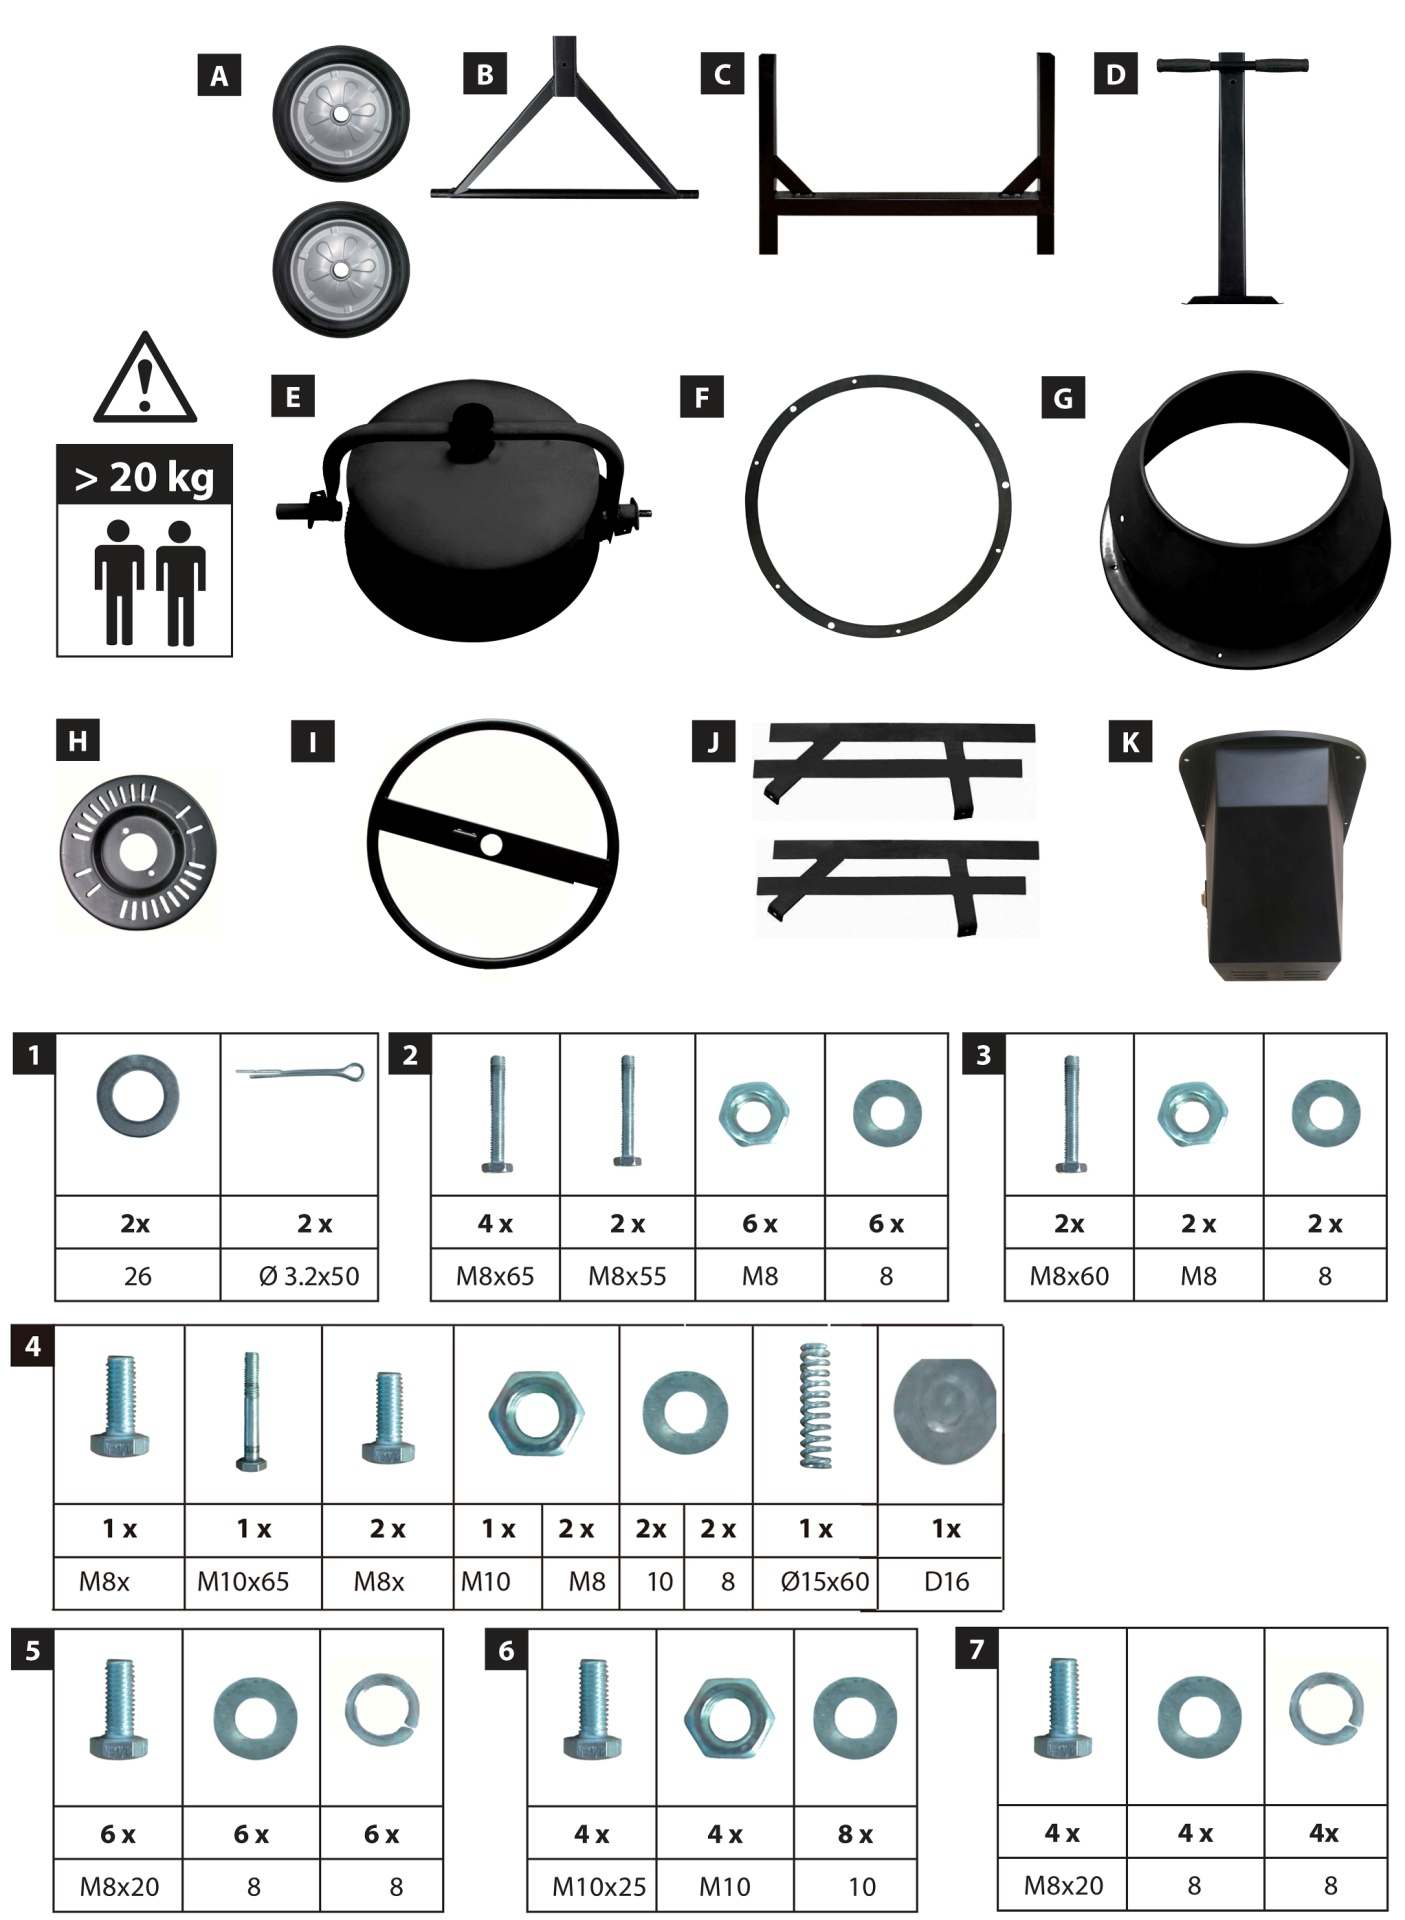 A
B
C
D
E
F
G
> 20 kg
H
I
J
K
1
2
3
2x 2 x
4 x 2 x 6 x 6 x
2x 2 x 2 x
26 Ø 3.2x50
M8x65 M8x55 M8 8
M8x60 M8 8
4
1 x 1 x 2 x 1 x 2 x 2x 2 x 1 x 1x
M8x M10x65 M8x M10 M8 10 8 Ø15x60 D16
5
6
7
6 x 6 x 6 x
4 x 4 x 8 x
4 x 4 x 4x
M8x20 8 8
M10x25 M10 10
M8x20 8 8